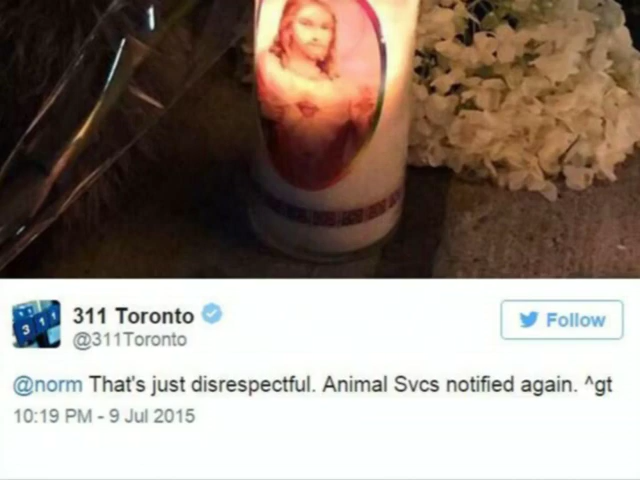 311 Toronto
@311Toronto
Follow
@norm That's just disrespectful. Animal Svcs notified again. ^gt
10:19 PM - 9 Jul 2015